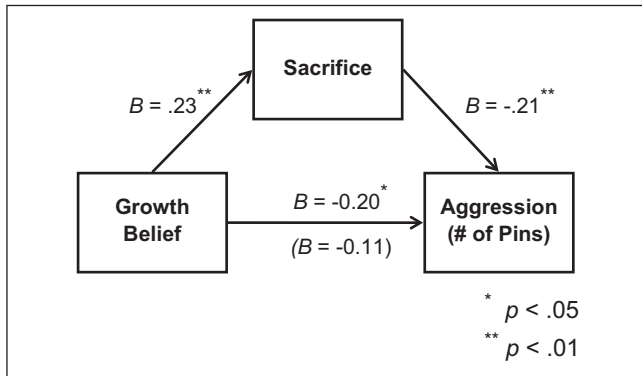 Sacrifice
B = .23**
B = -.21**
Growth
Belief
B = -0.20*
(B = -0.11)
Aggression
(# of Pins)
* p < .05
** p < .01